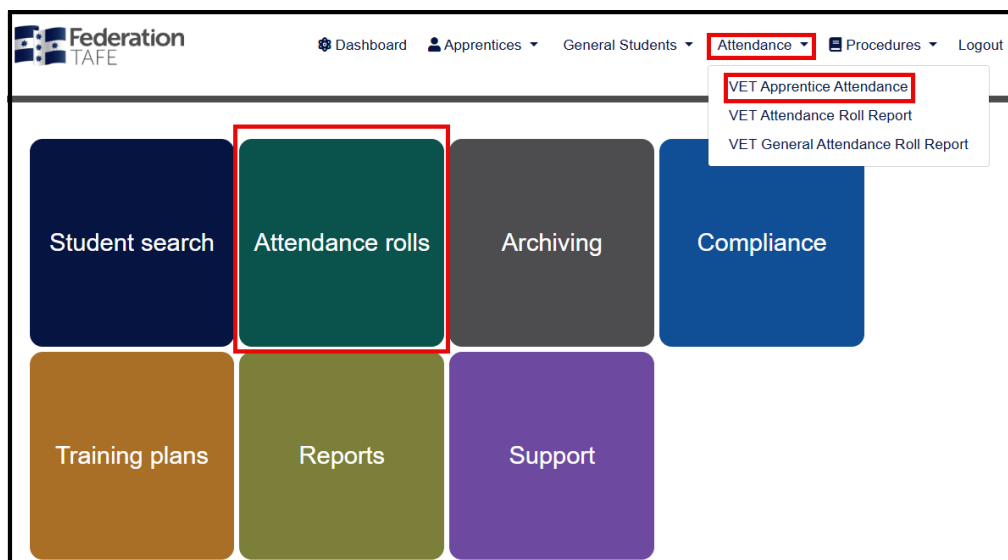 Federation
TAFE
Dashboard Apprentices General Students Attendance Procedures Logout
VET Apprentice Attendance
VET Attendance Roll Report
VET General Attendance Roll Report
Student search Attendance rolls Archiving Compliance
Training plans Reports Support